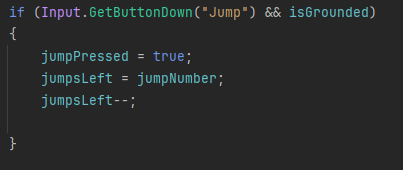 if (Input.GetButtonDown("Jump") && isGrounded)
{
jumpPressed = true;
jumpsLeft = jumpNumber;
jumpsLeft--;
}